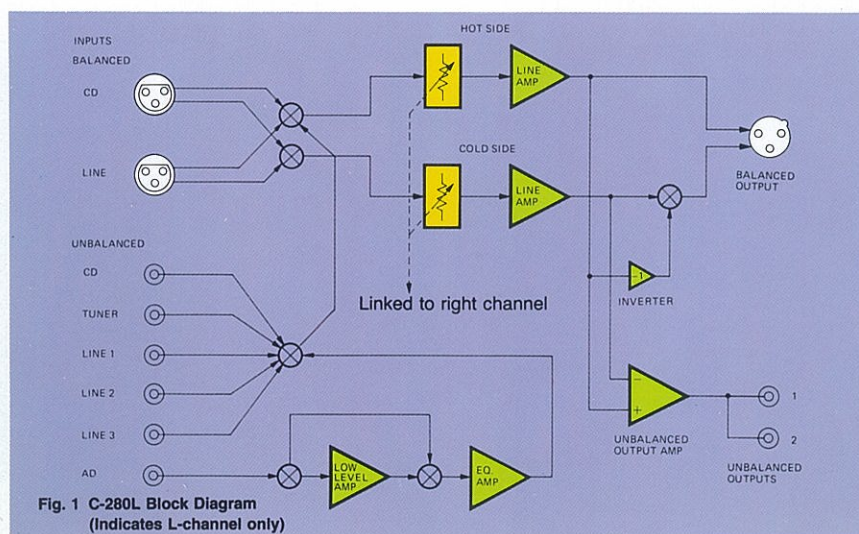 INPUTS
BALANCED
CD
LINE
UNBALANCED
CD
TUNER
LINE 1
LINE 2
LINE 3
AD
HOT SIDE
LINE
AMP
COLD SIDE
LINE
AMP
Linked to right channel
BALANCED
OUTPUT
-1
INVERTER
−
+
UNBALANCED
OUTPUT AMP
1
2
UNBALANCED
OUTPUTS
LOW
LEVEL
AMP
EQ.
AMP
Fig. 1 C-280L Block Diagram
(Indicates L-channel only)